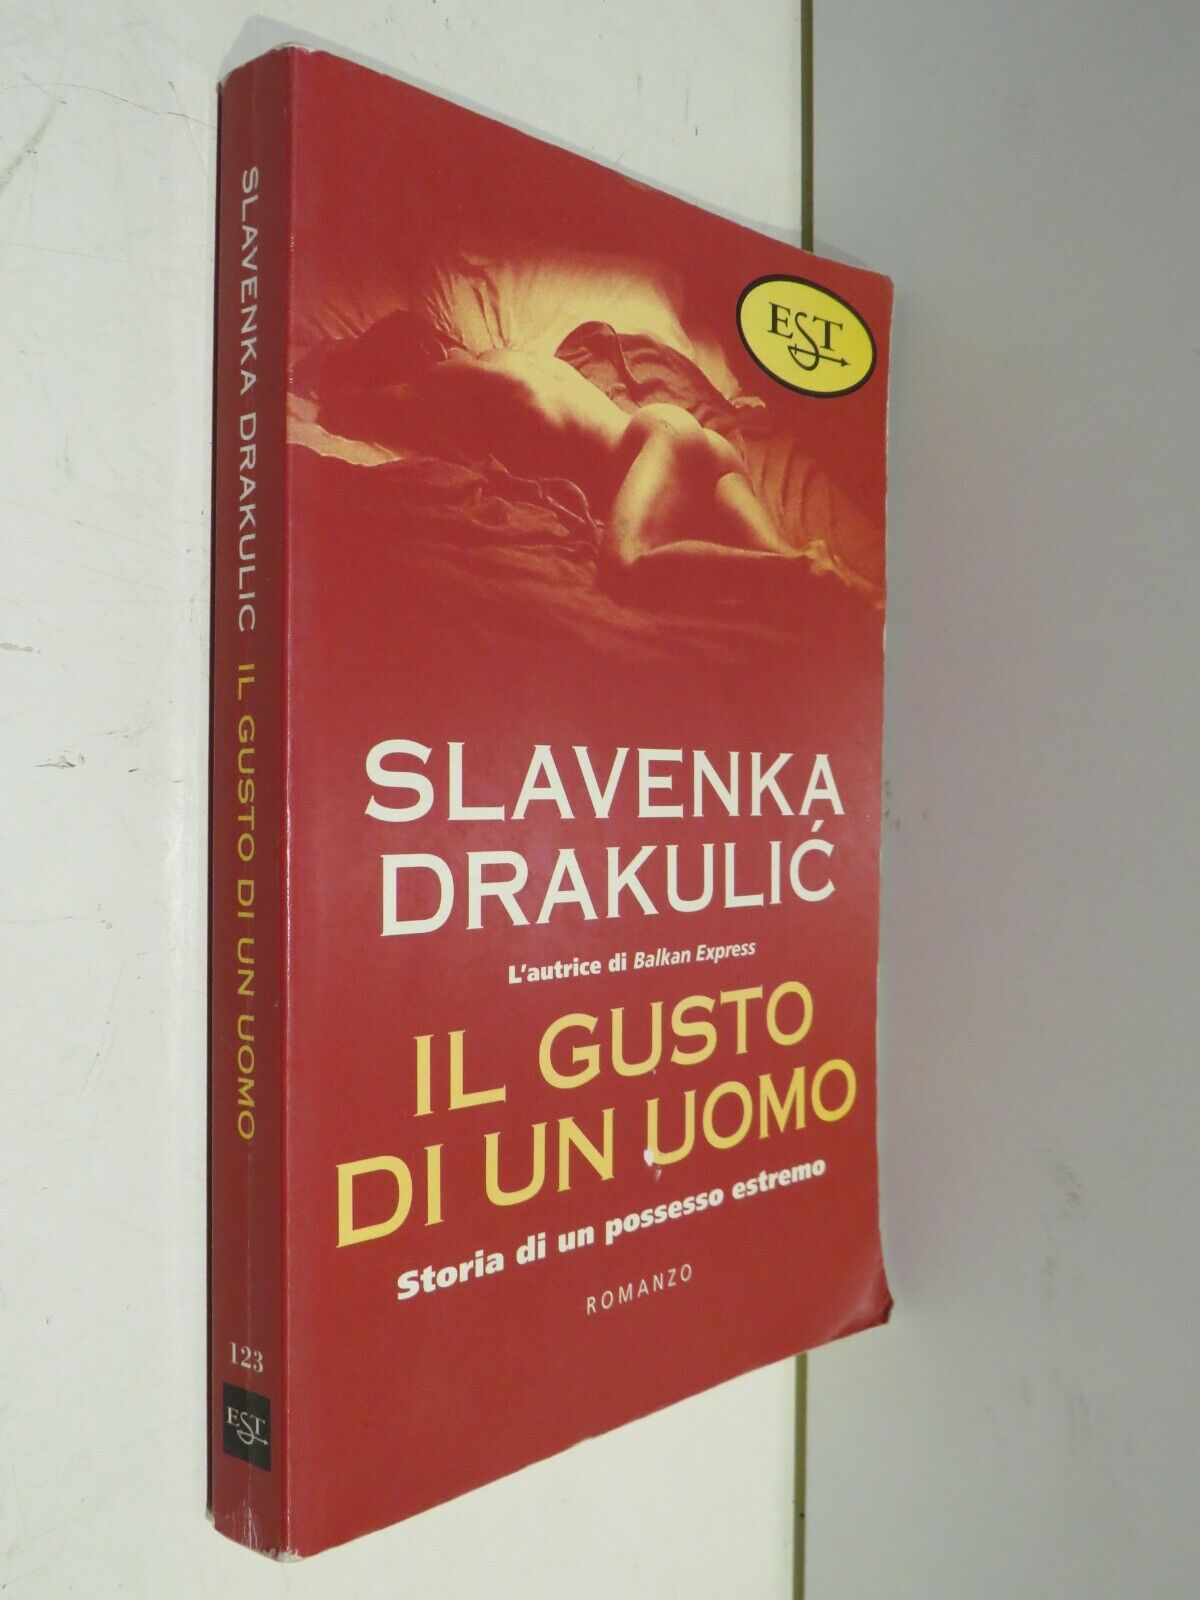 SLAVENKA DRAKULIC IL GUSTO DI UN UOMO
123
EST
EST
SLAVENKA
DRAKULIĆ
L'autrice di Balkan Express
IL GUSTO
DI UN UOMO
Storia di un possesso estremo
ROMANZO